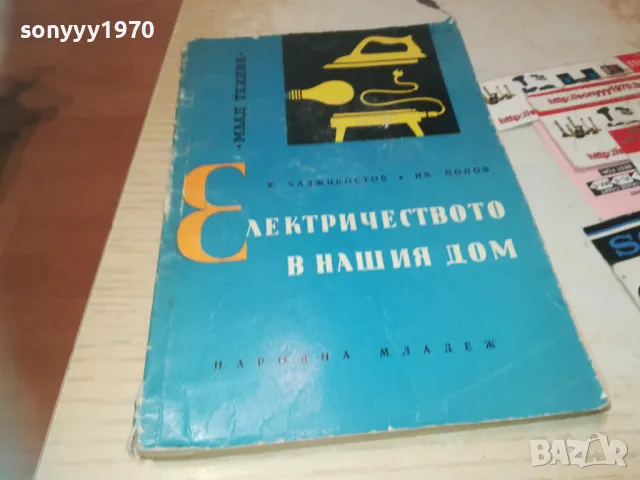 sonyyy1970
• МЛАД ТЕХНИК •
К. ХАДЖИКОСТОВ • ИВ. ПОПОВ
ЕЛЕКТРИЧЕСТВОТО
В НАШИЯ ДОМ
НАРОДНА МЛАДЕЖ
BAZAR